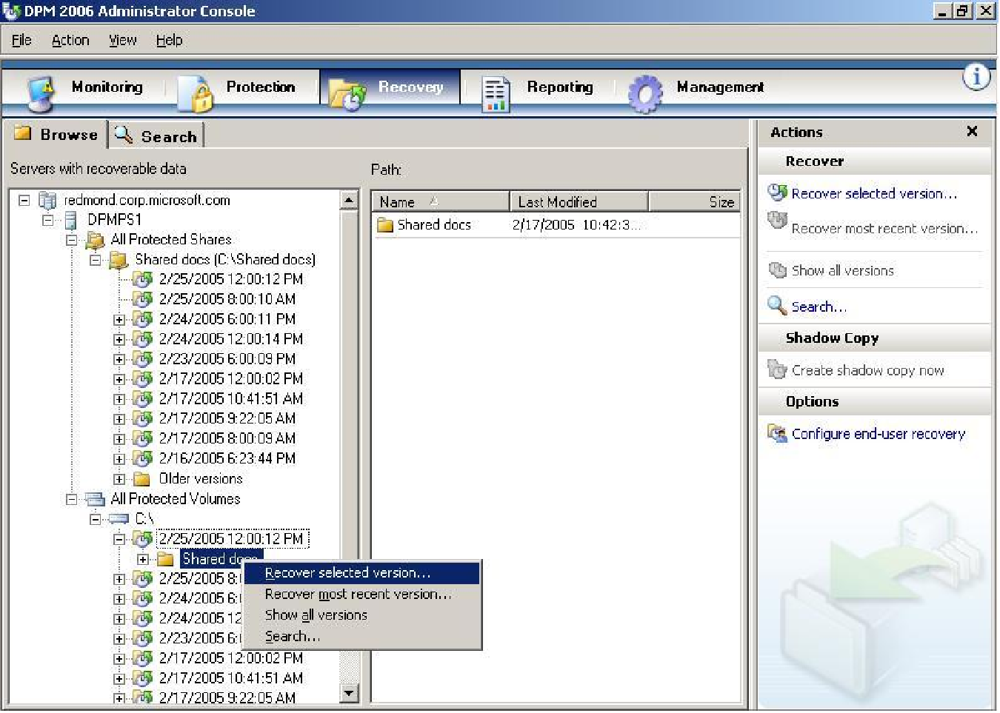 DPM 2006 Administrator Console
File Action View Help
Monitoring Protection Recovery Reporting Management
Browse Search
Servers with recoverable data
redmond.corp.microsoft.com
DPMPS1
All Protected Shares
Shared docs (C:\Shared docs)
2/25/2005 12:00:12 PM
2/25/2005 8:00:10 AM
2/24/2005 6:00:11 PM
2/24/2005 12:00:14 PM
2/23/2005 6:00:09 PM
2/17/2005 12:00:02 PM
2/17/2005 10:41:51 AM
2/17/2005 9:22:05 AM
2/17/2005 8:00:09 AM
2/16/2005 6:23:44 PM
Older versions
All Protected Volumes
C:\
2/25/2005 12:00:12 PM
Shared docs
2/25/2005 8:
2/24/2005 6:
2/24/2005 12
2/23/2005 6:
2/17/2005 12:00:02 PM
2/17/2005 10:41:51 AM
2/17/2005 9:22:05 AM
Recover selected version...
Recover most recent version...
Show all versions
Search...
Path:
Name Last Modified Size
Shared docs 2/17/2005 10:42:3...
Actions
Recover
Recover selected version...
Recover most recent version...
Show all versions
Search...
Shadow Copy
Create shadow copy now
Options
Configure end-user recovery